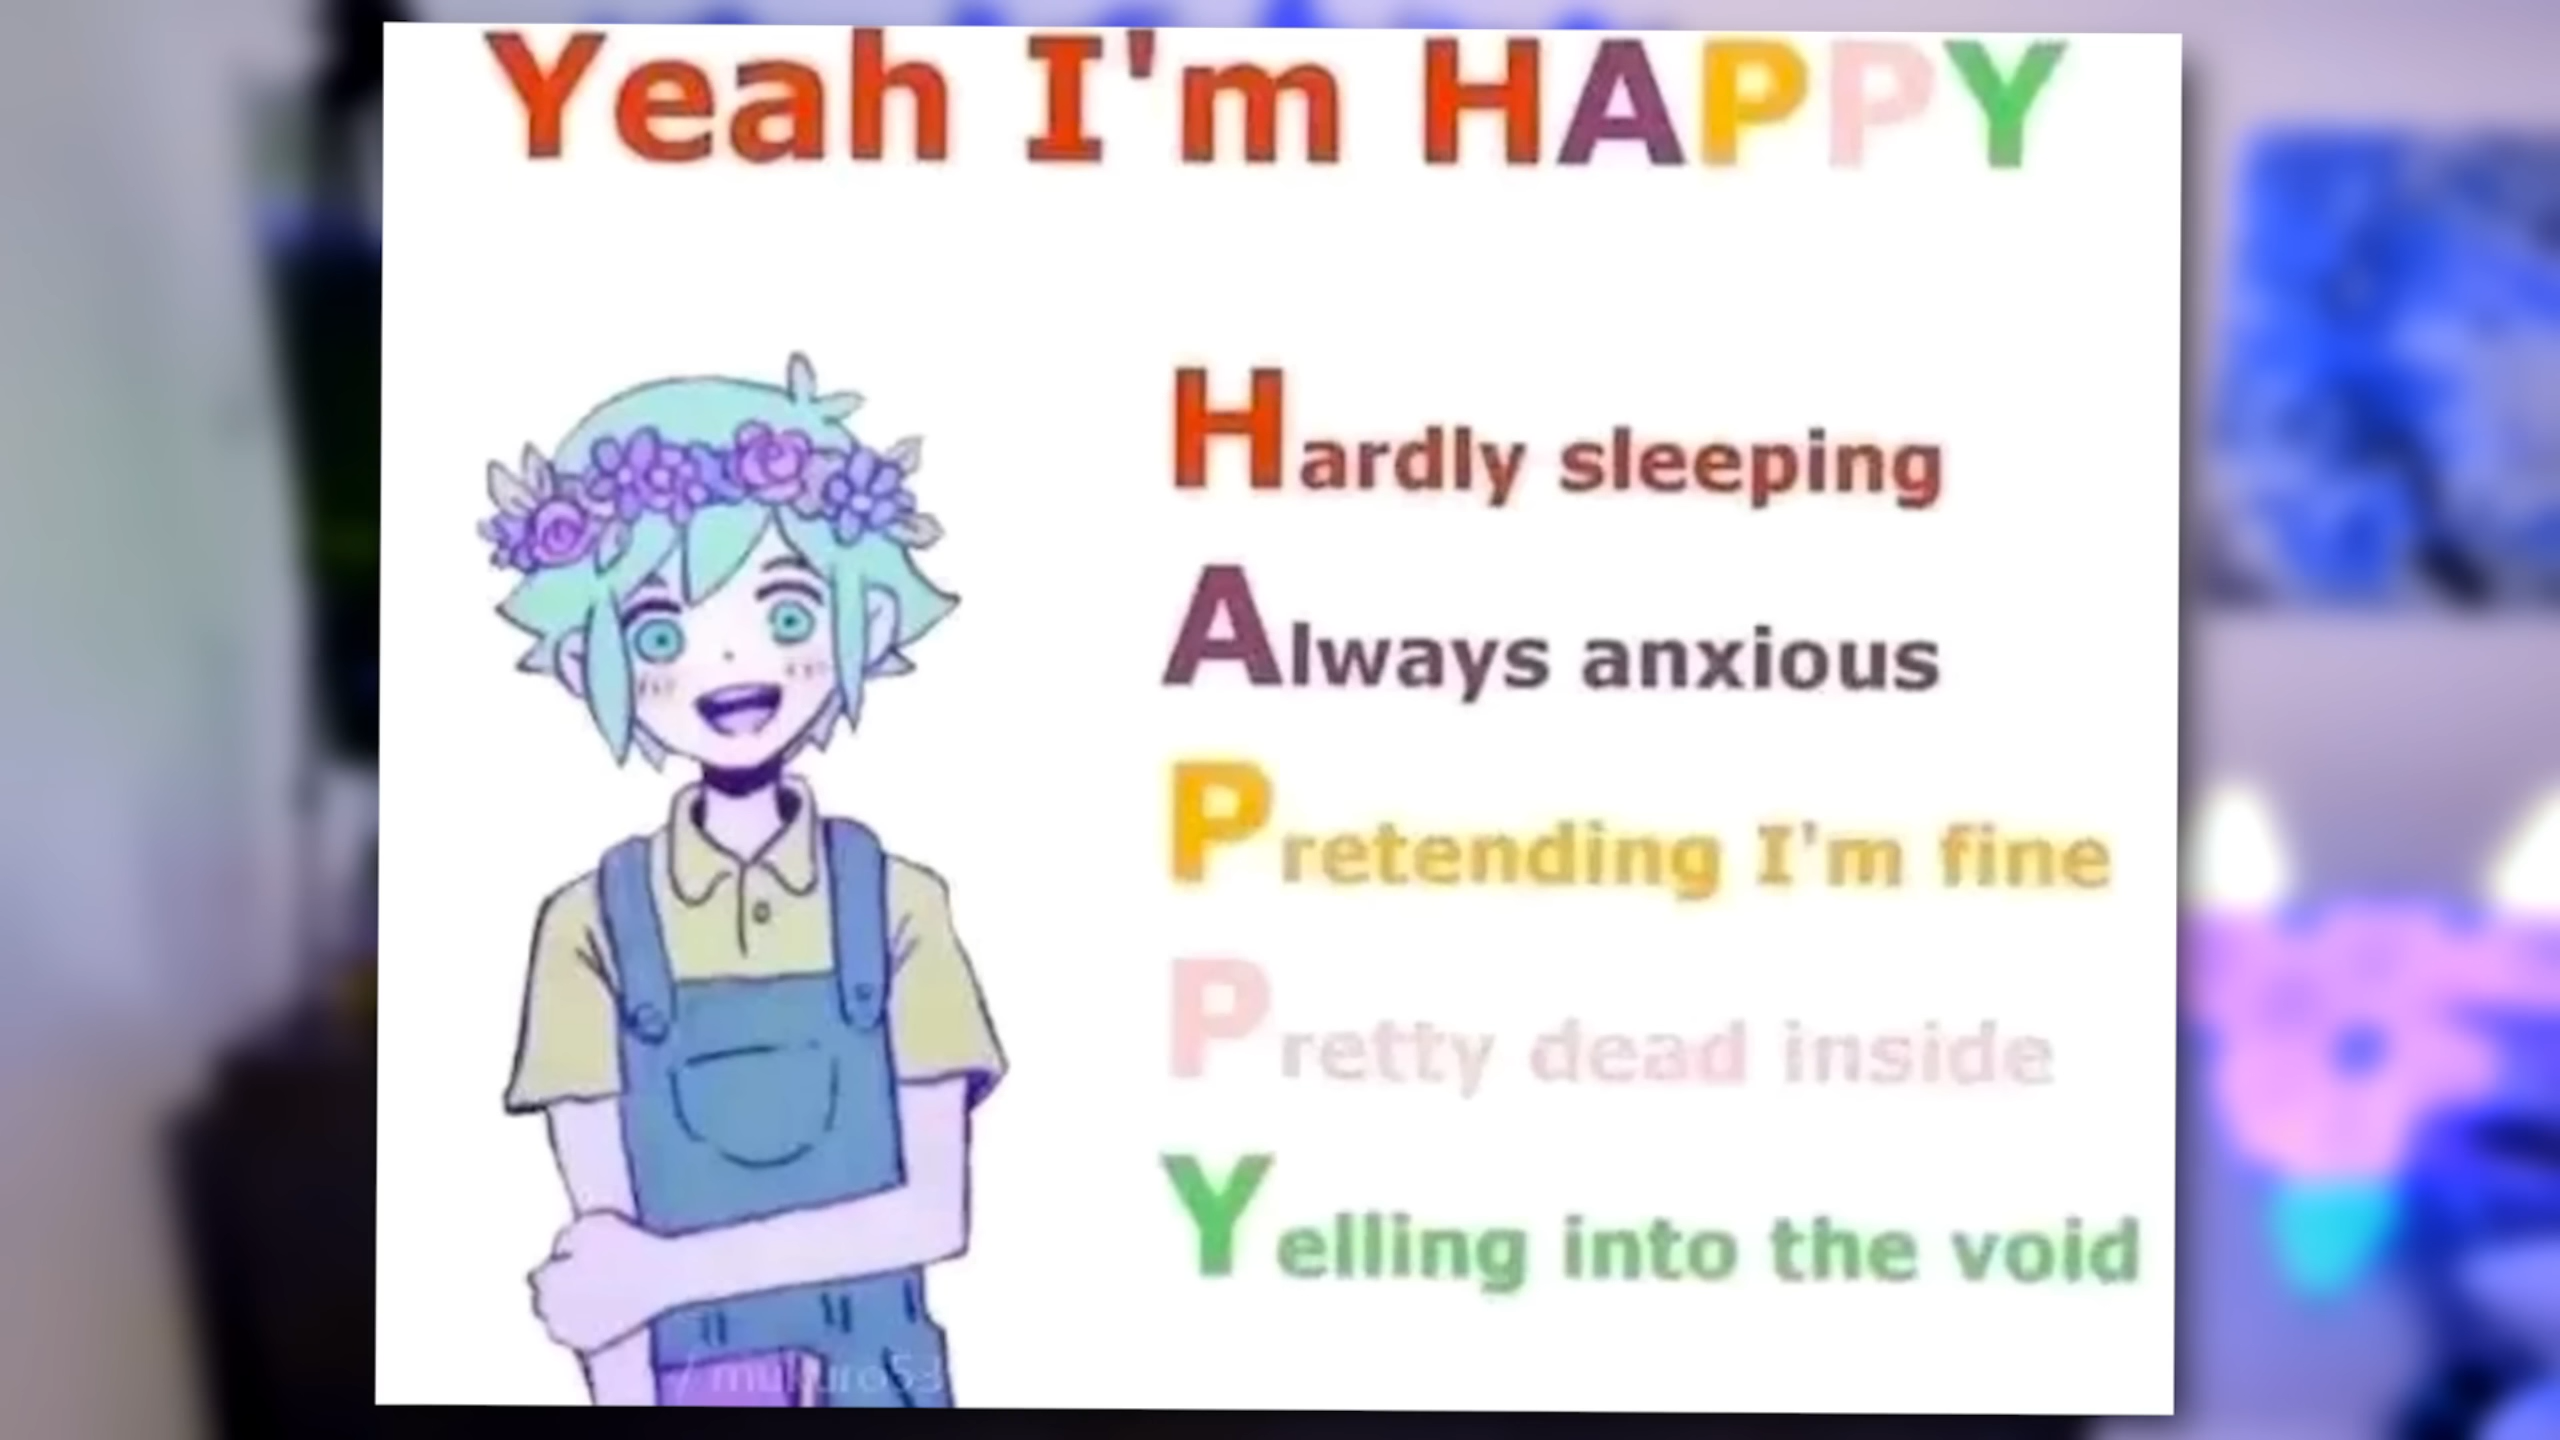 Yeah I'm HAPPY
Hardly sleeping
Always anxious
Pretending I'm fine
Pretty dead inside
Yelling into the void